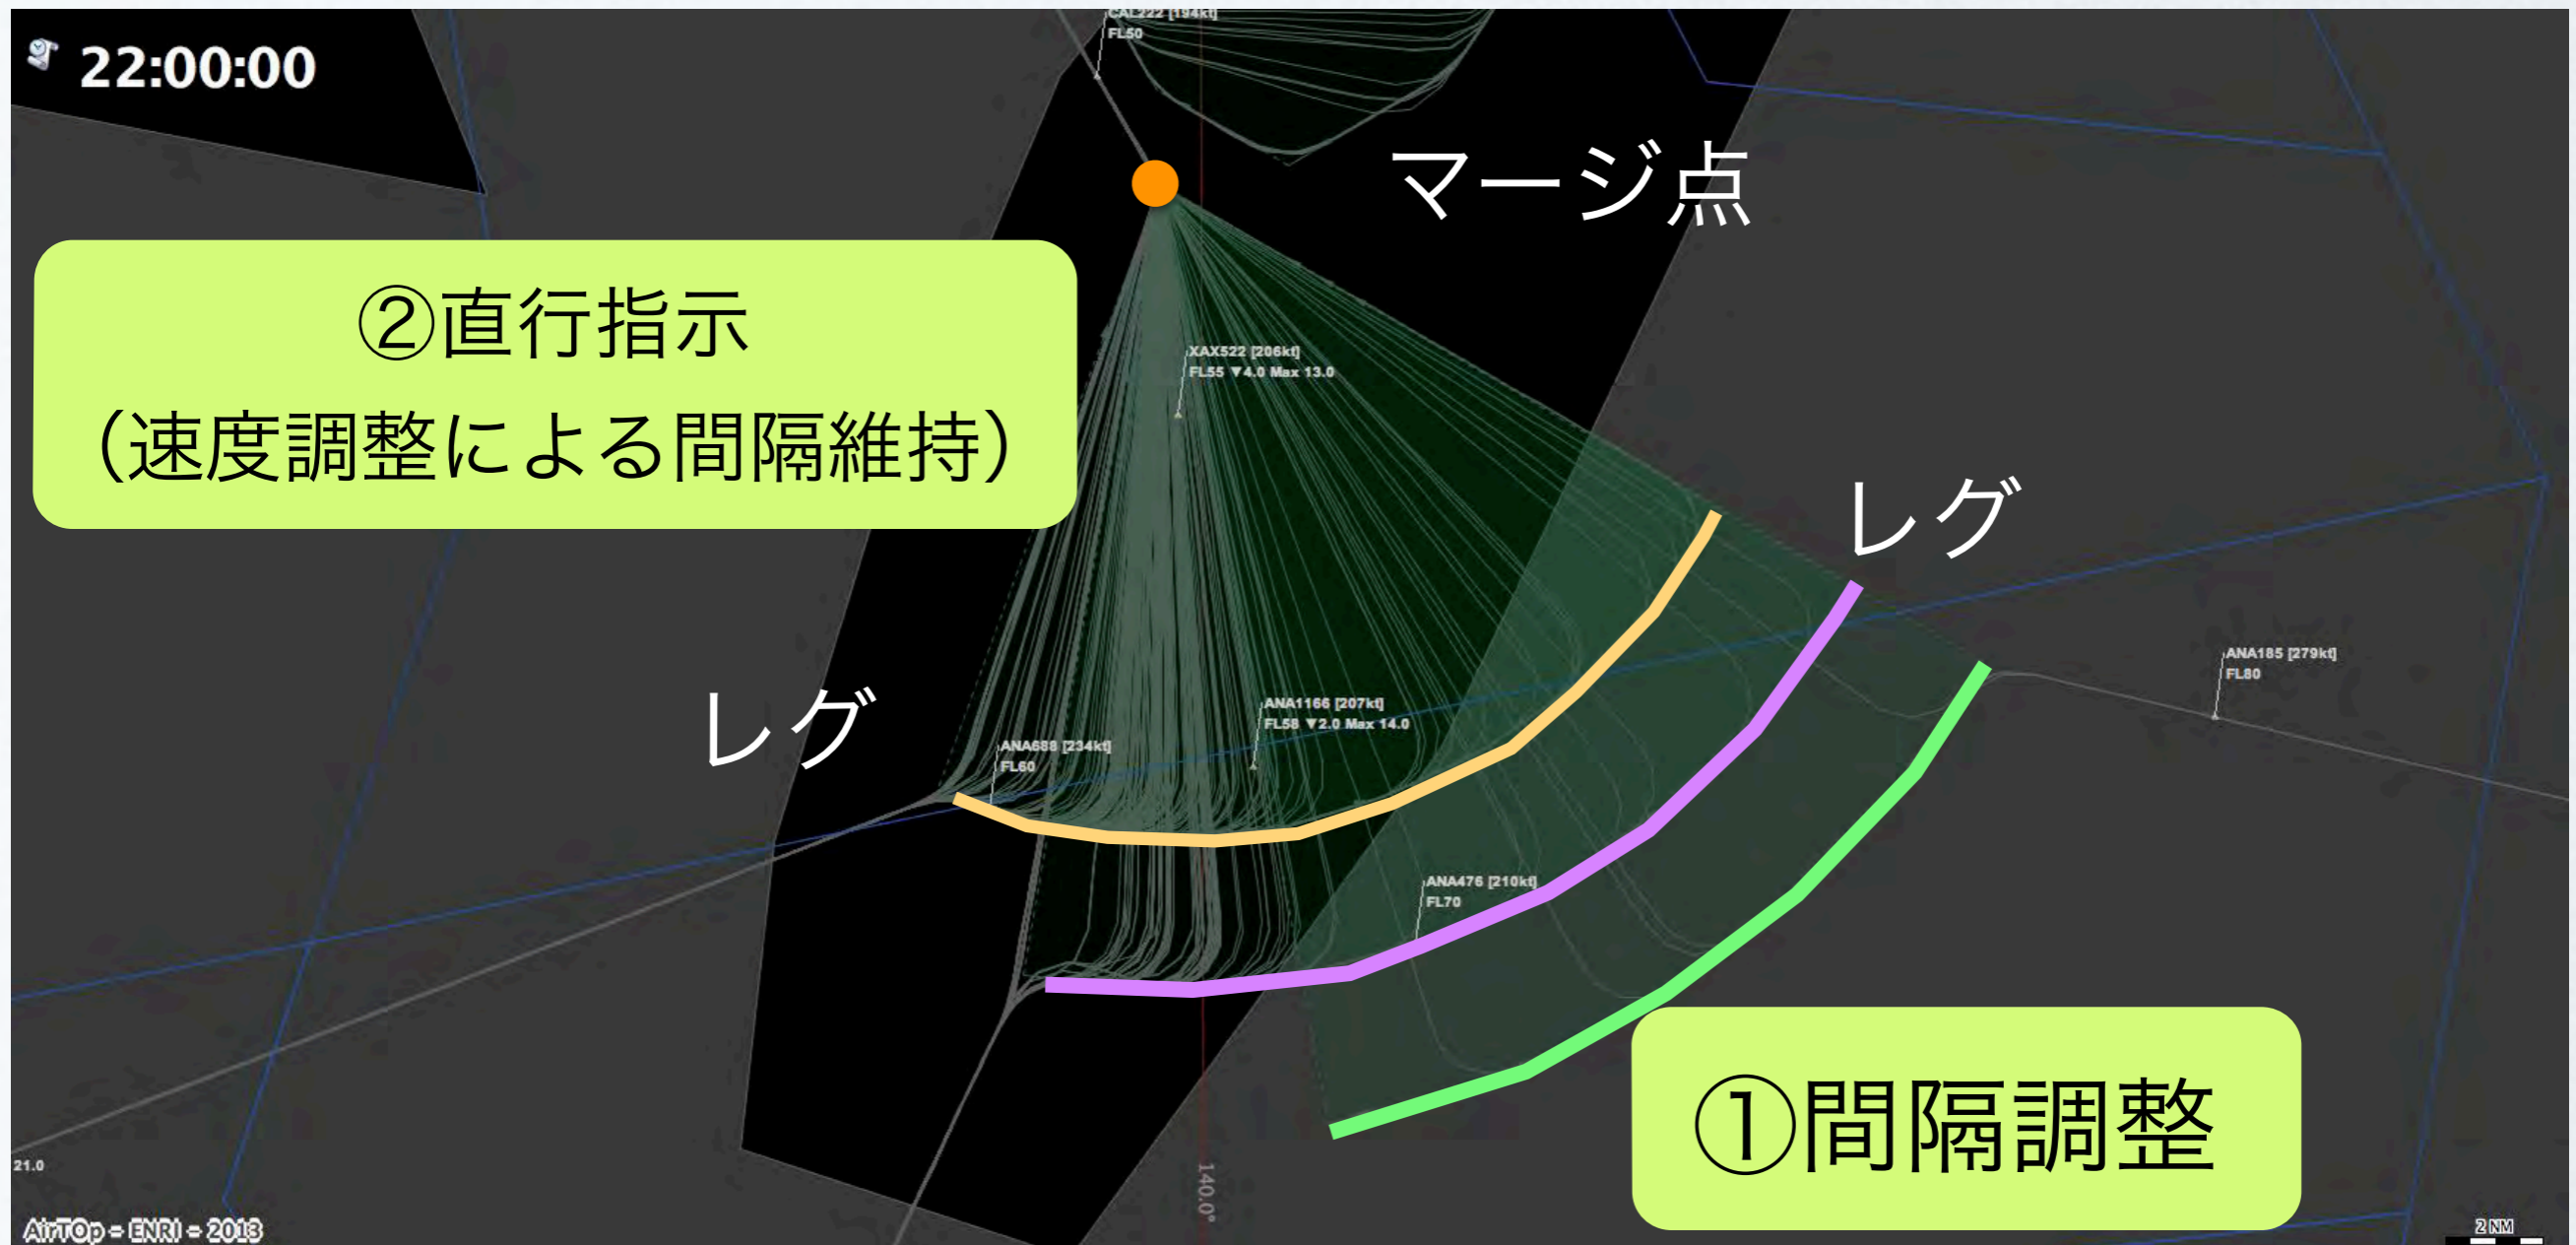 CAL222 [194kt]
FL50
22:00:00
マージ点
②直行指示
（速度調整による間隔維持）
XAX522 [206kt]
FL55 ▼4.0 Max 13.0
レグ
ANA185 [279kt]
FL80
レグ
ANA1166 [207kt]
FL58 ▼2.0 Max 14.0
ANA688 [234kt]
FL60
ANA476 [210kt]
FL70
①間隔調整
21.0
140.0°
AirTOp - ENRI - 2013
2 NM